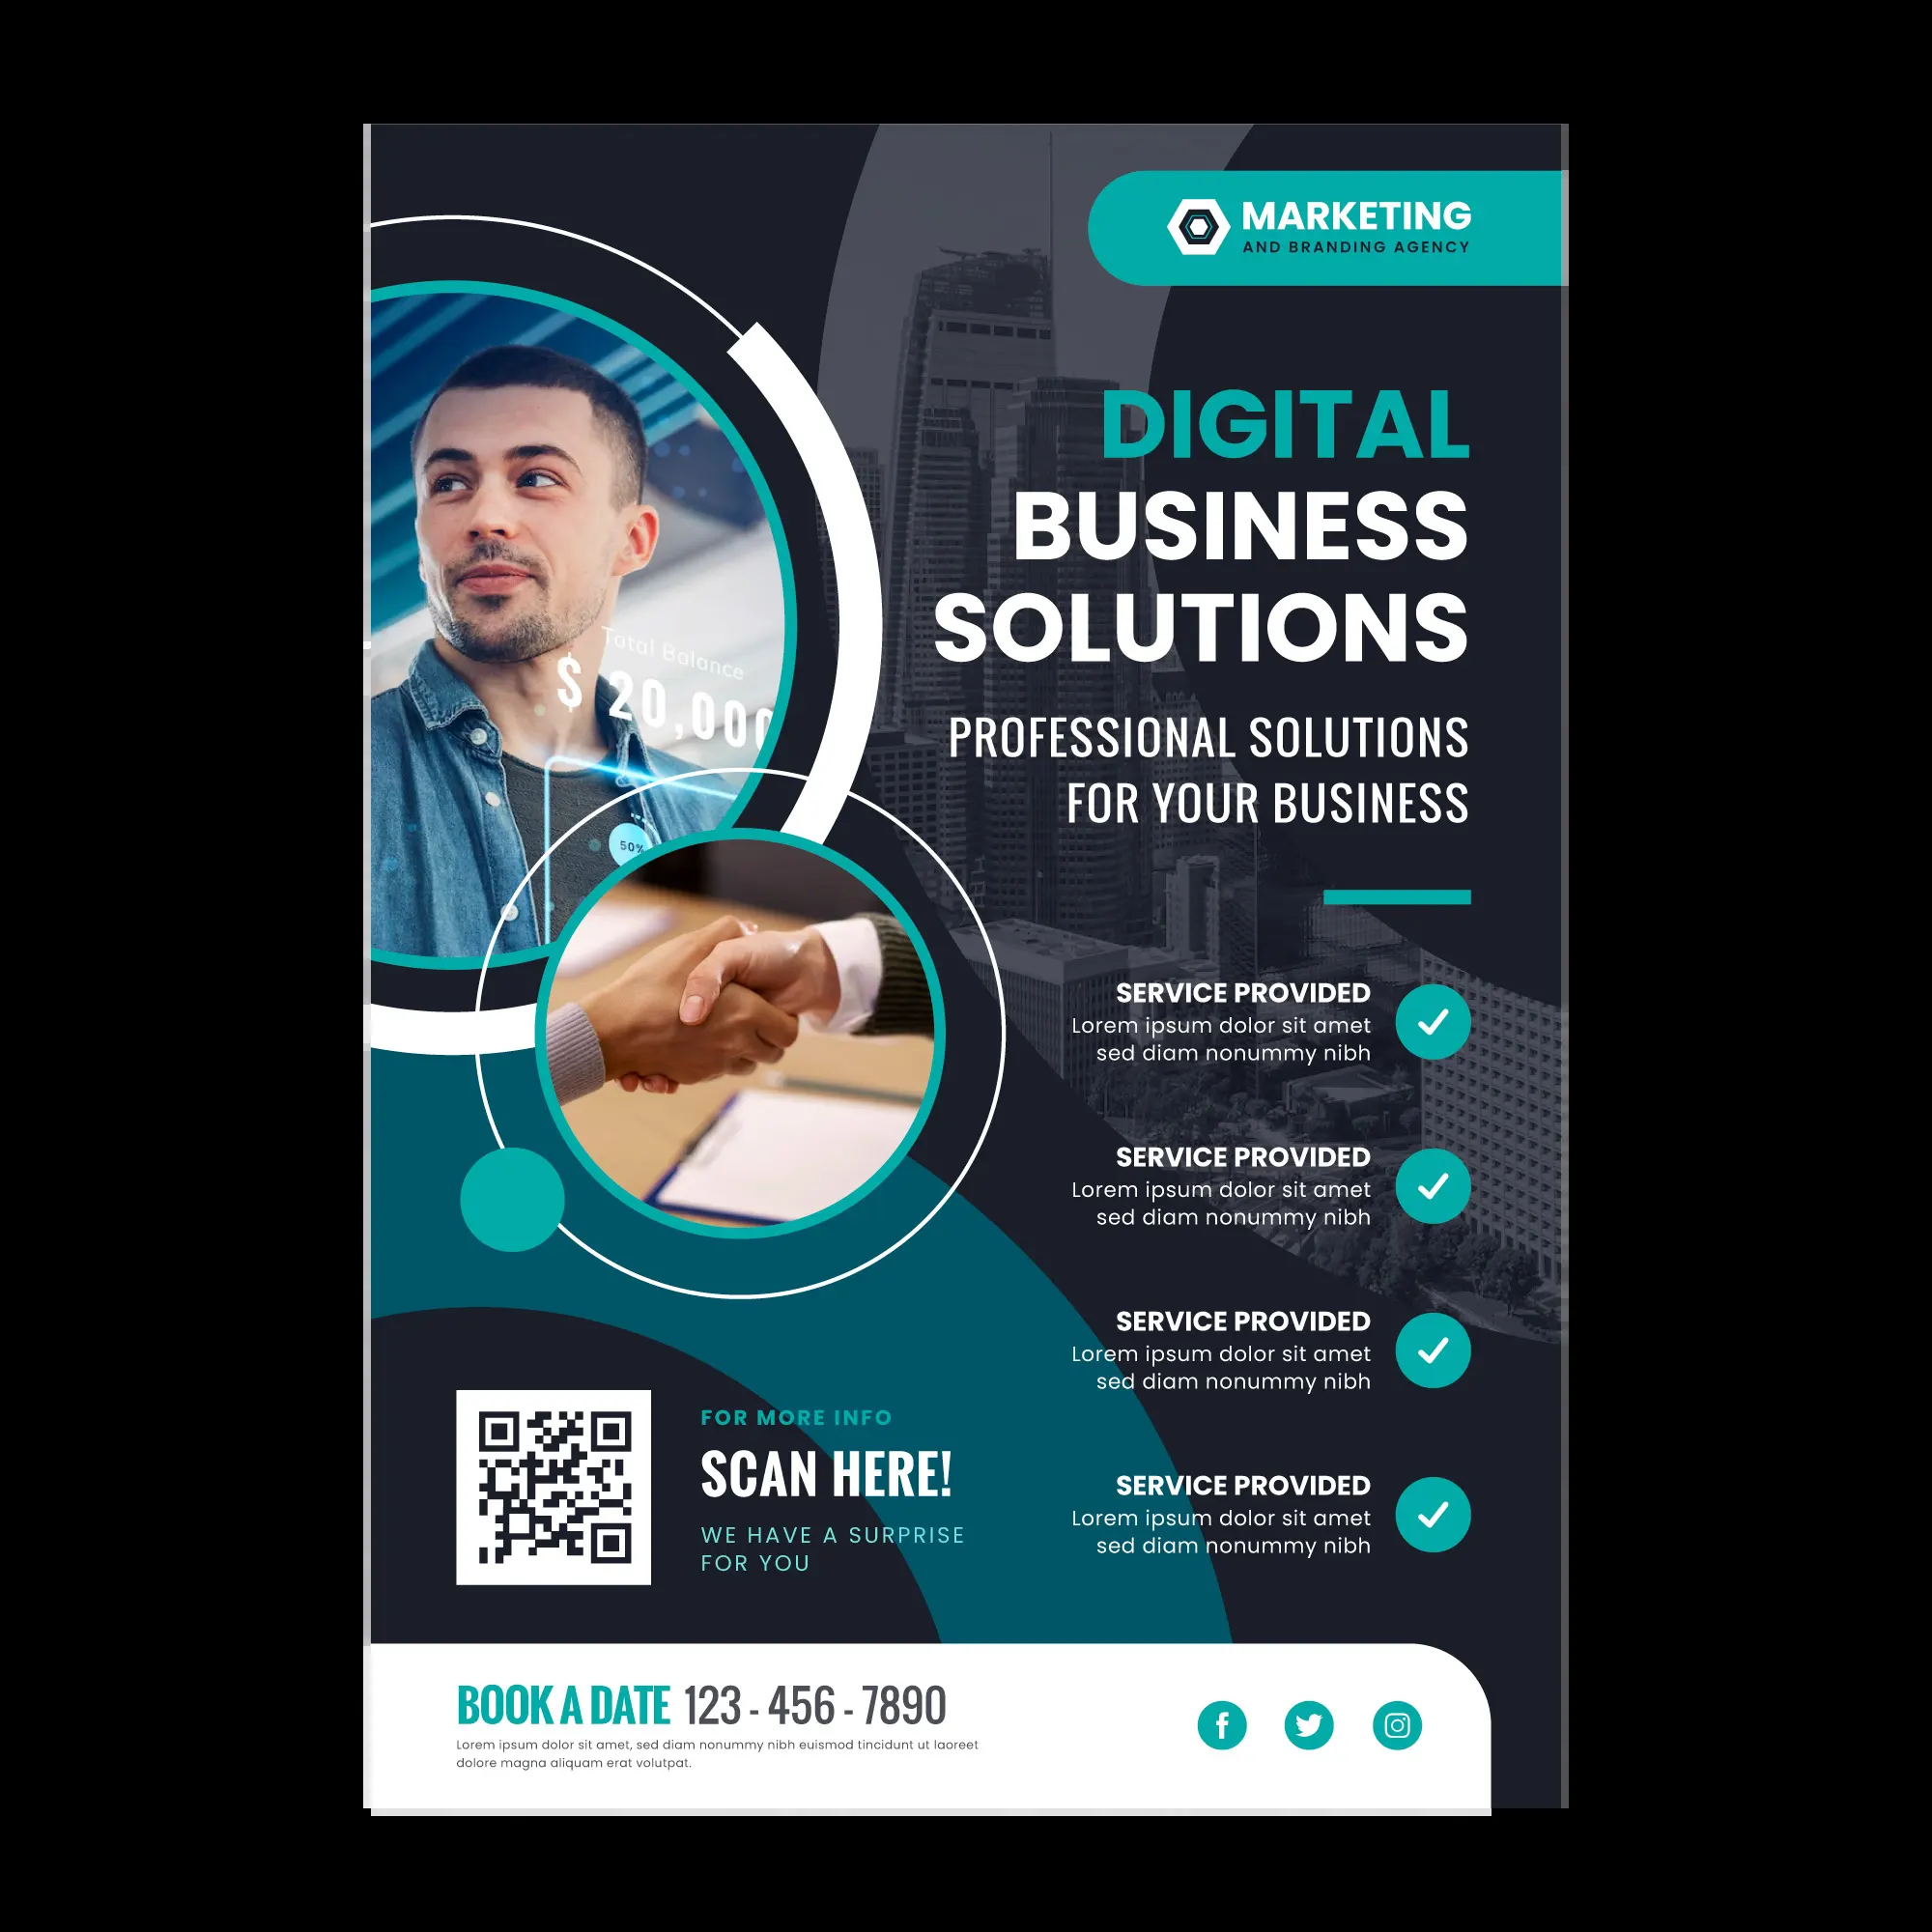 MARKETING
AND BRANDING AGENCY
DIGITAL
BUSINESS
SOLUTIONS
PROFESSIONAL SOLUTIONS
FOR YOUR BUSINESS
Total Balance
$ 20,000
50%
SERVICE PROVIDED
Lorem ipsum dolor sit amet
sed diam nonummy nibh
SERVICE PROVIDED
Lorem ipsum dolor sit amet
sed diam nonummy nibh
SERVICE PROVIDED
Lorem ipsum dolor sit amet
sed diam nonummy nibh
SERVICE PROVIDED
Lorem ipsum dolor sit amet
sed diam nonummy nibh
FOR MORE INFO
SCAN HERE!
WE HAVE A SURPRISE
FOR YOU
BOOK A DATE 123 - 456 - 7890
Lorem ipsum dolor sit amet, sed diam nonummy nibh euismod tincidunt ut laoreet
dolore magna aliquam erat volutpat.